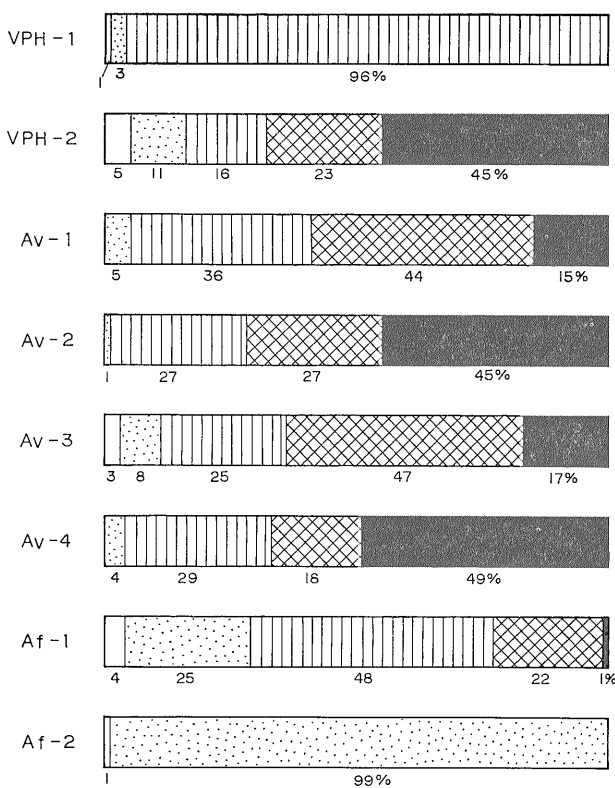 VPH-1
1 3 96%
VPH-2
5 11 16 23 45%
Av-1
5 36 44 15%
Av-2
1 27 27 45%
Av-3
3 8 25 47 17%
Av-4
4 29 18 49%
Af-1
4 25 48 22 1%
Af-2
1 99%